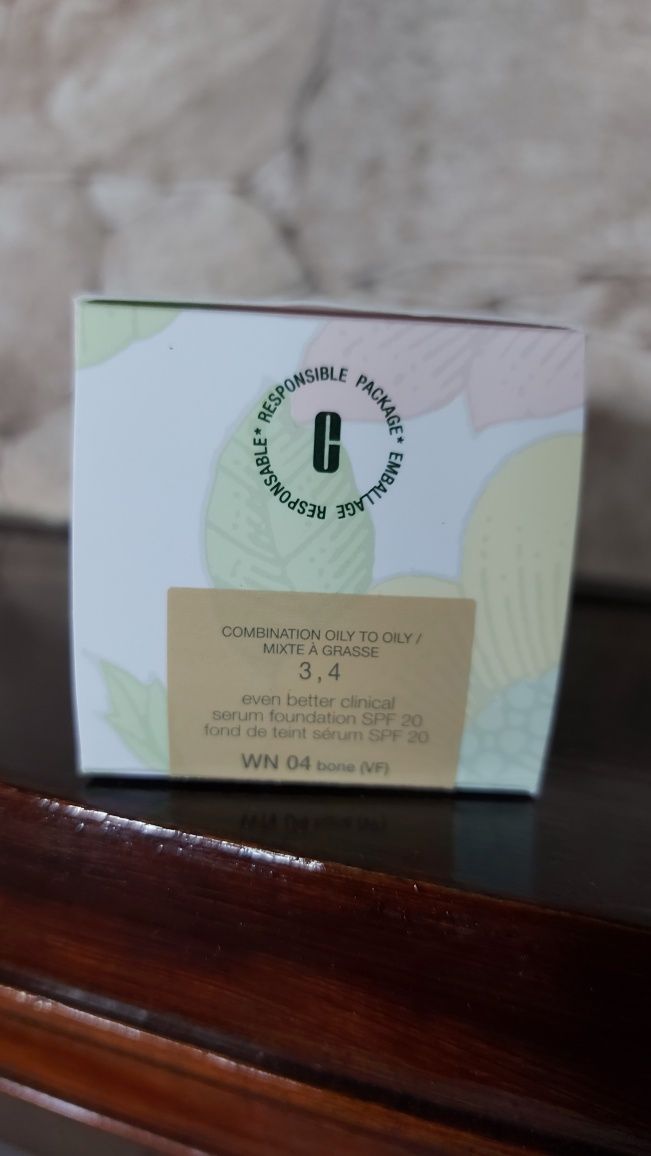 RESPONSIBLE PACKAGE* EMBALLAGE RESPONSABLE*
C
COMBINATION OILY TO OILY /
MIXTE À GRASSE
3 , 4
even better clinical
serum foundation SPF 20
fond de teint sérum SPF 20
WN 04 bone (VF)